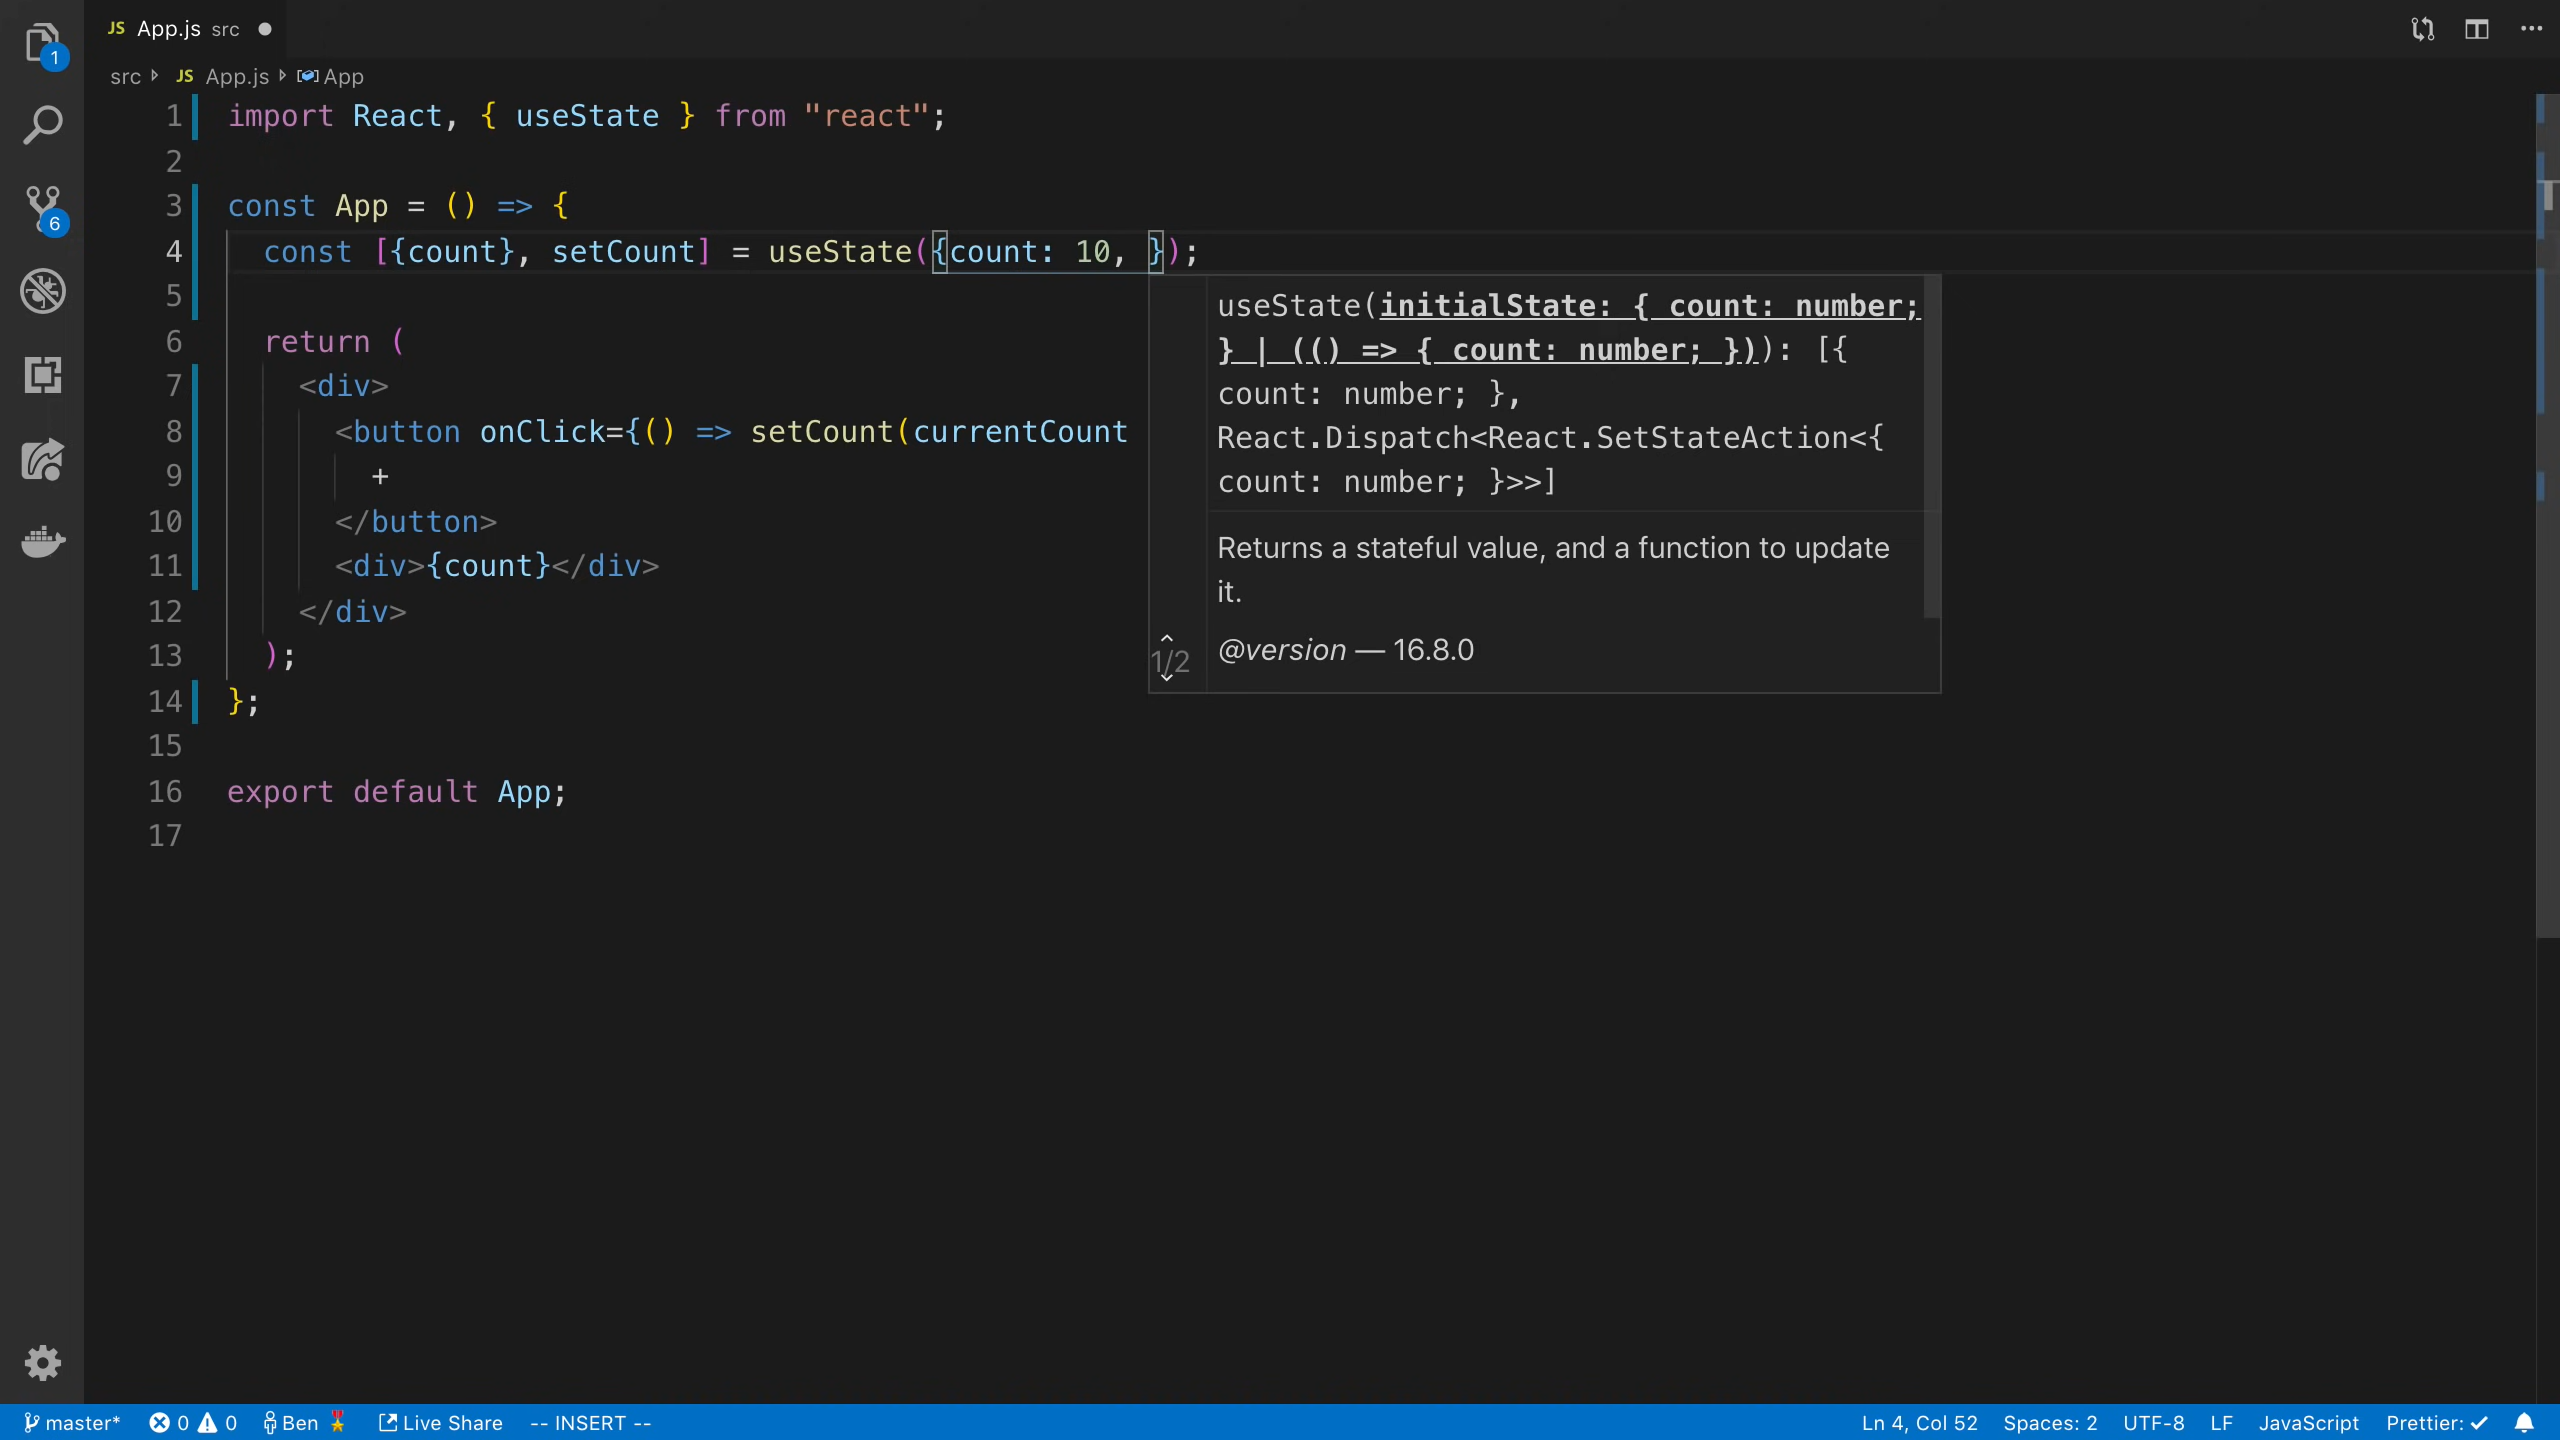 JS App.js src
src JS App.js App
1 import React, { useState } from "react";
2
3 const App = () => {
4 const [{count}, setCount] = useState({count: 10, });
5
6 return (
7 <div>
8 <button onClick={() => setCount(currentCount
9 +
10 </button>
11 <div>{count}</div>
12 </div>
13 );
14 };
15
16 export default App;
17
useState(initialState: { count: number;
} | (() => { count: number; })): [{
count: number; },
React.Dispatch<React.SetStateAction<{
count: number; }>>]
Returns a stateful value, and a function to update
it.
@version — 16.8.0
1/2
1
6
master* 0 0 Ben Live Share -- INSERT -- Ln 4, Col 52 Spaces: 2 UTF-8 LF JavaScript Prettier: ✓